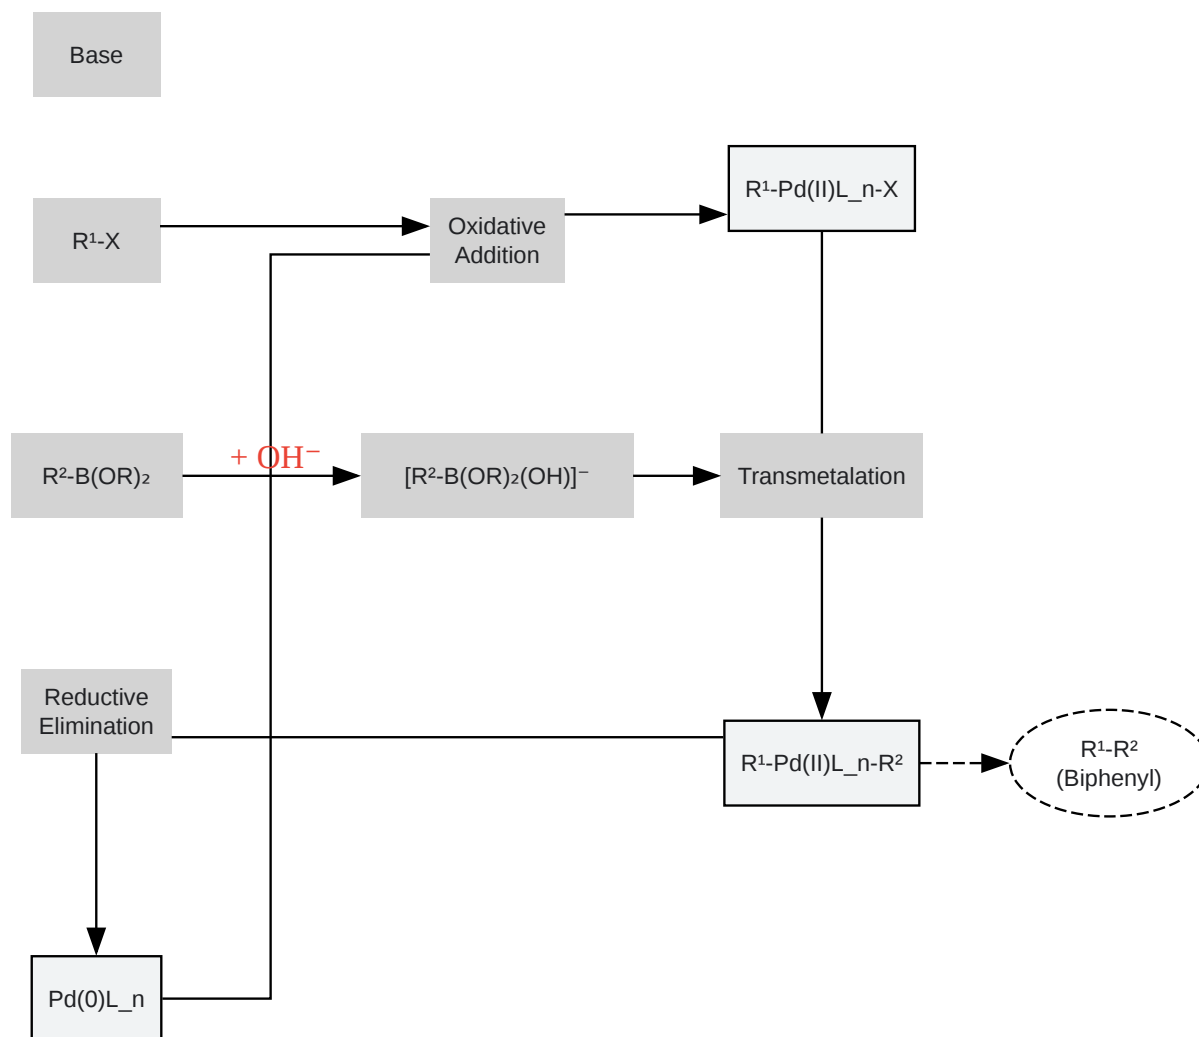 Base
R¹-Pd(II)L_n-X
R¹-X
Oxidative
Addition
+ OH⁻
R²-B(OR)₂
[R²-B(OR)₂(OH)]⁻
Transmetalation
Reductive
Elimination
R¹-Pd(II)L_n-R²
R¹-R²
(Biphenyl)
Pd(0)L_n